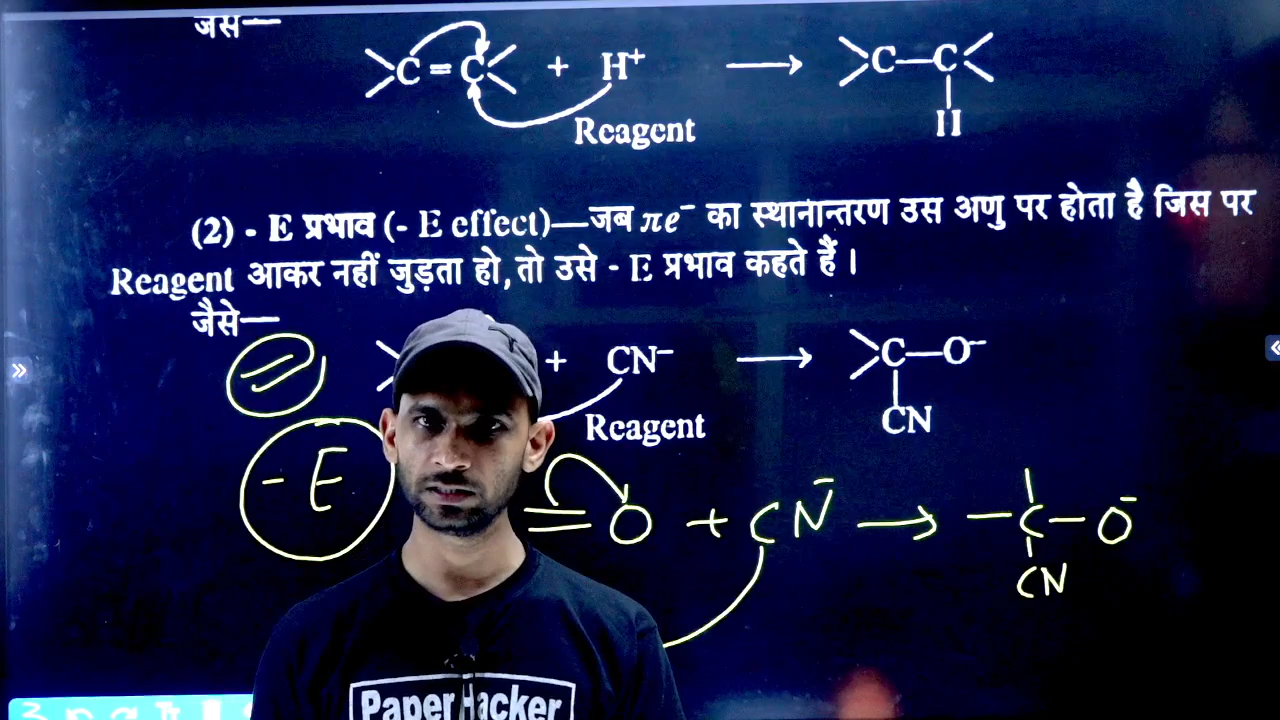 जैसे—
C = C + H⁺ → C—C
Reagent
H
(2) - E प्रभाव (- E effect)—जब πe⁻ का स्थानान्तरण उस अणु पर होता है जिस पर
Reagent आकर नहीं जुड़ता हो, तो उसे - E प्रभाव कहते हैं।
जैसे—
+ CN⁻ → C—O⁻
Reagent
CN
- E
= O + CN⁻ → —C—O⁻
CN
Paper Hacker